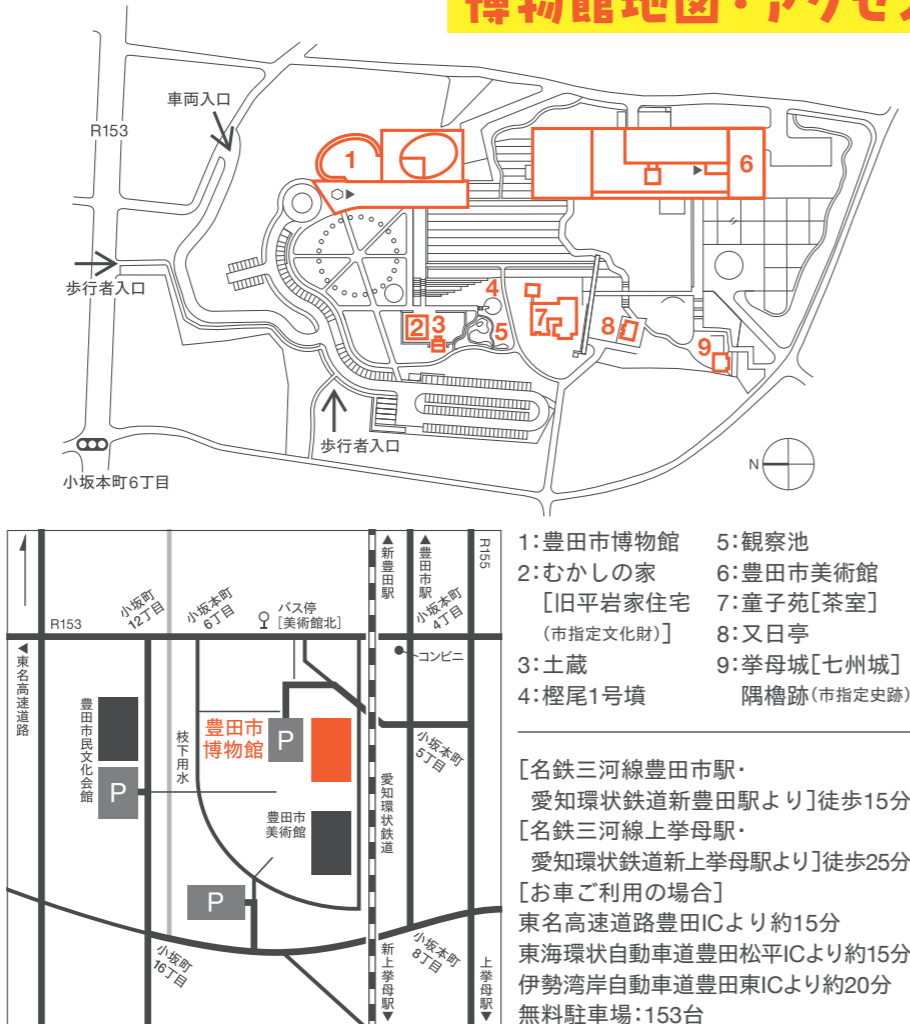 博物館地図・アクセス
車両入口
R153
歩行者入口
歩行者入口
小坂本町6丁目
N
1
2
3
4
5
6
7
8
9
▲新豊田駅
▲豊田市駅
R155
小坂町
12丁目
小坂本町
6丁目
バス停
[美術館北]
小坂本町
4丁目
R153
◀東名高速道路
コンビニ
豊田市民文化会館
P
枝下用水
豊田市
博物館
P
小坂本町
5丁目
愛知環状鉄道
豊田市
美術館
P
小坂町
16丁目
新上挙母駅▼
小坂本町
8丁目
上挙母駅▼
1:豊田市博物館
2:むかしの家
[旧平岩家住宅
(市指定文化財)]
3:土蔵
4:樫尾1号墳
5:観察池
6:豊田市美術館
7:童子苑[茶室]
8:又日亭
9:挙母城[七州城]
隅櫓跡(市指定史跡)
[名鉄三河線豊田市駅・
愛知環状鉄道新豊田駅より]徒歩15分
[名鉄三河線上挙母駅・
愛知環状鉄道新上挙母駅より]徒歩25分
[お車ご利用の場合]
東名高速道路豊田ICより約15分
東海環状自動車道豊田松平ICより約15分
伊勢湾岸自動車道豊田東ICより約20分
無料駐車場:153台